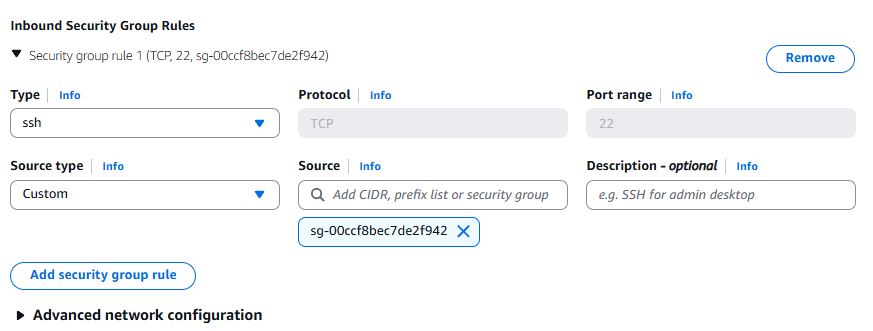 Inbound Security Group Rules
Security group rule 1 (TCP, 22, sg-00ccf8bec7de2f942)
Remove
Type Info
Protocol Info
Port range Info
ssh
TCP
22
Source type Info
Source Info
Description - optional Info
Custom
Add CIDR, prefix list or security group
e.g. SSH for admin desktop
sg-00ccf8bec7de2f942
Add security group rule
Advanced network configuration